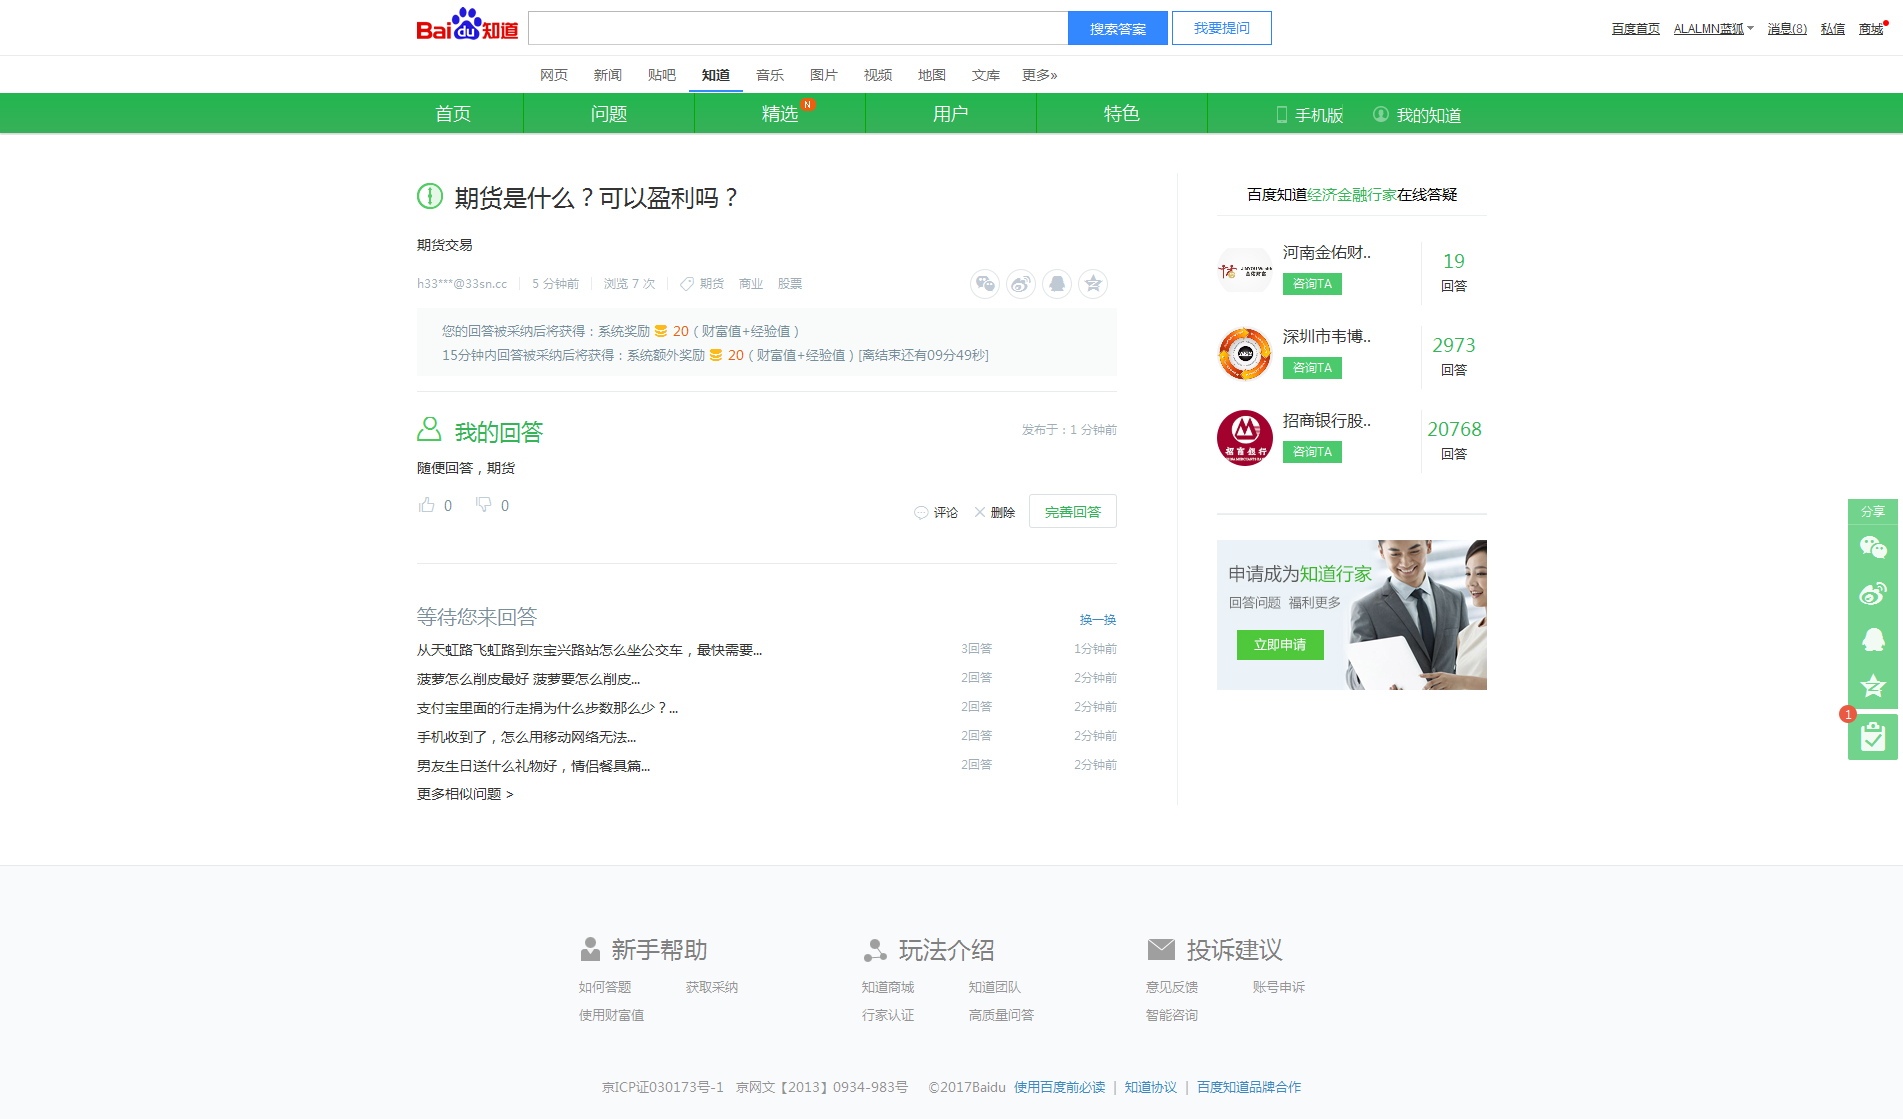 Bai du 知道
搜索答案
我要提问
百度首页 ALALMN蓝狐 消息(8) 私信 商城
网页 新闻 贴吧 知道 音乐 图片 视频 地图 文库 更多»
首页 问题 精选 N 用户 特色 手机版 我的知道
期货是什么？可以盈利吗？
期货交易
h33***@33sn.cc 5 分钟前 浏览 7 次 期货 商业 股票
您的回答被采纳后将获得：系统奖励 20（财富值+经验值）
15分钟内回答被采纳后将获得：系统额外奖励 20（财富值+经验值）[离结束还有09分49秒]
我的回答 发布于：1 分钟前
随便回答，期货
0 0
评论 删除 完善回答
等待您来回答 换一换
从天虹路飞虹路到东宝兴路站怎么坐公交车，最快需要... 3回答 1分钟前
菠萝怎么削皮最好 菠萝要怎么削皮... 2回答 2分钟前
支付宝里面的行走捐为什么步数那么少？... 2回答 2分钟前
手机收到了，怎么用移动网络无法... 2回答 2分钟前
男友生日送什么礼物好，情侣餐具篇... 2回答 2分钟前
更多相似问题 >
百度知道经济金融行家在线答疑
河南金佑财..
咨询TA
19
回答
深圳市韦博..
咨询TA
2973
回答
招商银行
招商银行股..
咨询TA
20768
回答
申请成为知道行家
回答问题 福利更多
立即申请
分享
1
新手帮助
如何答题 获取采纳
使用财富值
玩法介绍
知道商城 知道团队
行家认证 高质量问答
投诉建议
意见反馈 账号申诉
智能咨询
京ICP证030173号-1 京网文【2013】0934-983号 ©2017Baidu 使用百度前必读 | 知道协议 | 百度知道品牌合作